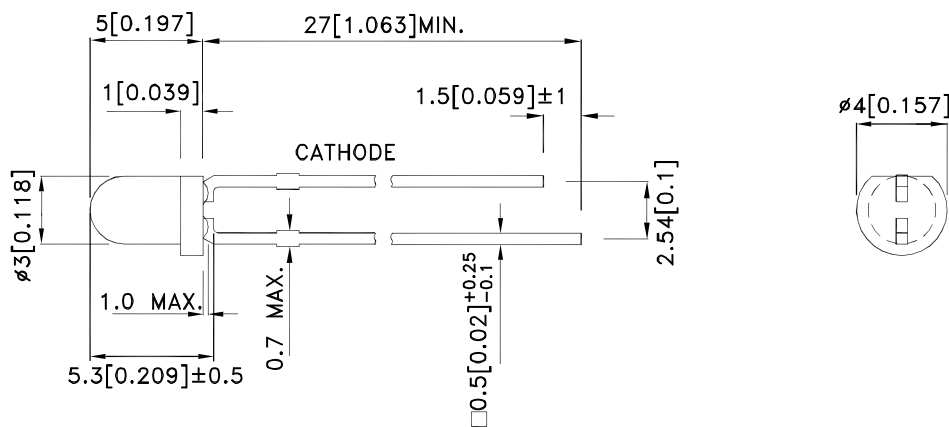 5[0.197]
27[1.063]MIN.
1[0.039]
1.5[0.059]±1
ø4[0.157]
CATHODE
ø3[0.118]
2.54[0.1]
1.0 MAX.
0.7 MAX.
5.3[0.209]±0.5
□0.5[0.02]+0.25
-0.1